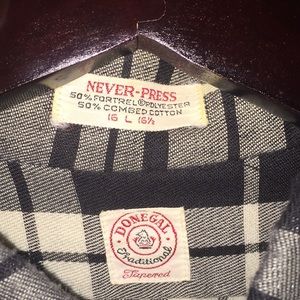 NEVER-PRESS
50% FORTREL® POLYESTER
50% COMBED COTTON
16 L 16½
DONEGAL
Traditional
Tapered